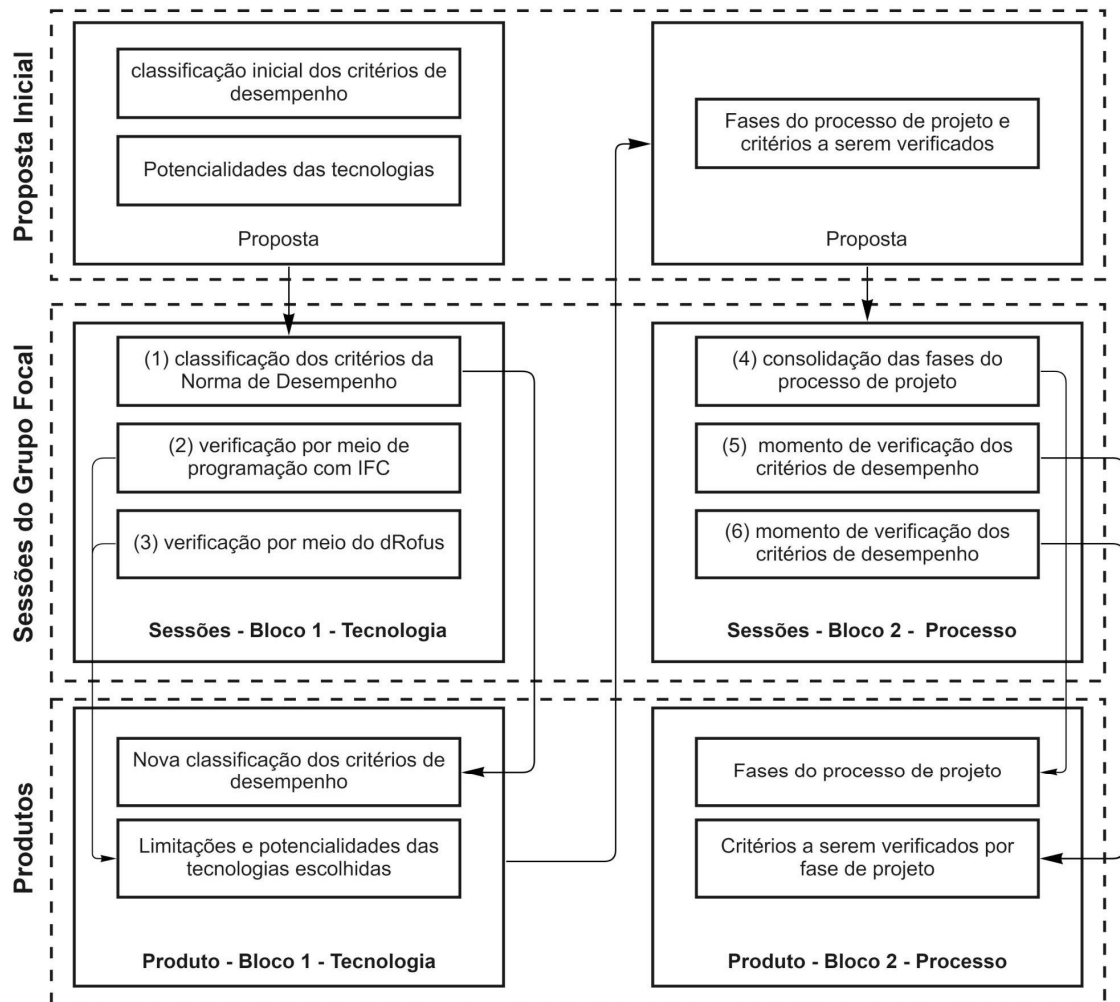 Proposta Inicial
classificação inicial dos critérios de
desempenho
Potencialidades das tecnologias
Proposta
Fases do processo de projeto e
critérios a serem verificados
Proposta
Sessões do Grupo Focal
(1) classificação dos critérios da
Norma de Desempenho
(2) verificação por meio de
programação com IFC
(3) verificação por meio do dRofus
Sessões - Bloco 1 - Tecnologia
(4) consolidação das fases do
processo de projeto
(5) momento de verificação dos
critérios de desempenho
(6) momento de verificação dos
critérios de desempenho
Sessões - Bloco 2 - Processo
Produtos
Nova classificação dos critérios de
desempenho
Limitações e potencialidades das
tecnologias escolhidas
Produto - Bloco 1 - Tecnologia
Fases do processo de projeto
Critérios a serem verificados por
fase de projeto
Produto - Bloco 2 - Processo